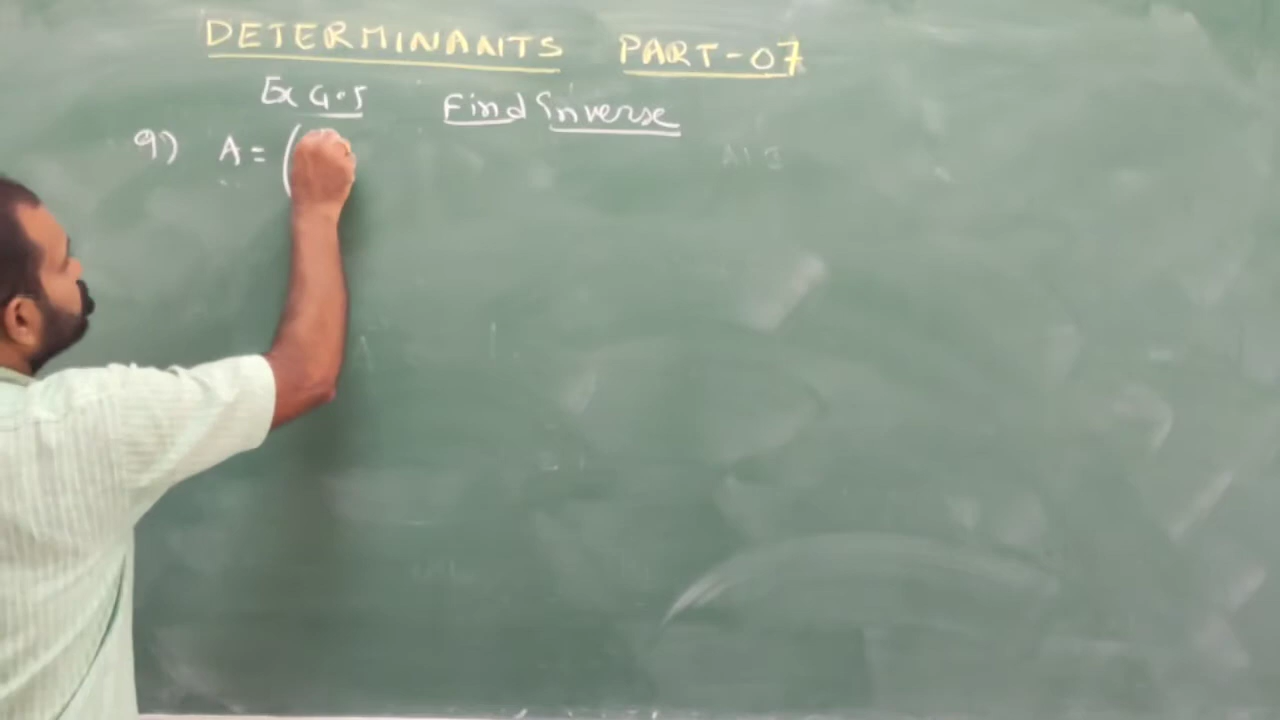 DETERMINANTS PART-07
Ex 4.5 Find Inverse
9) A = (